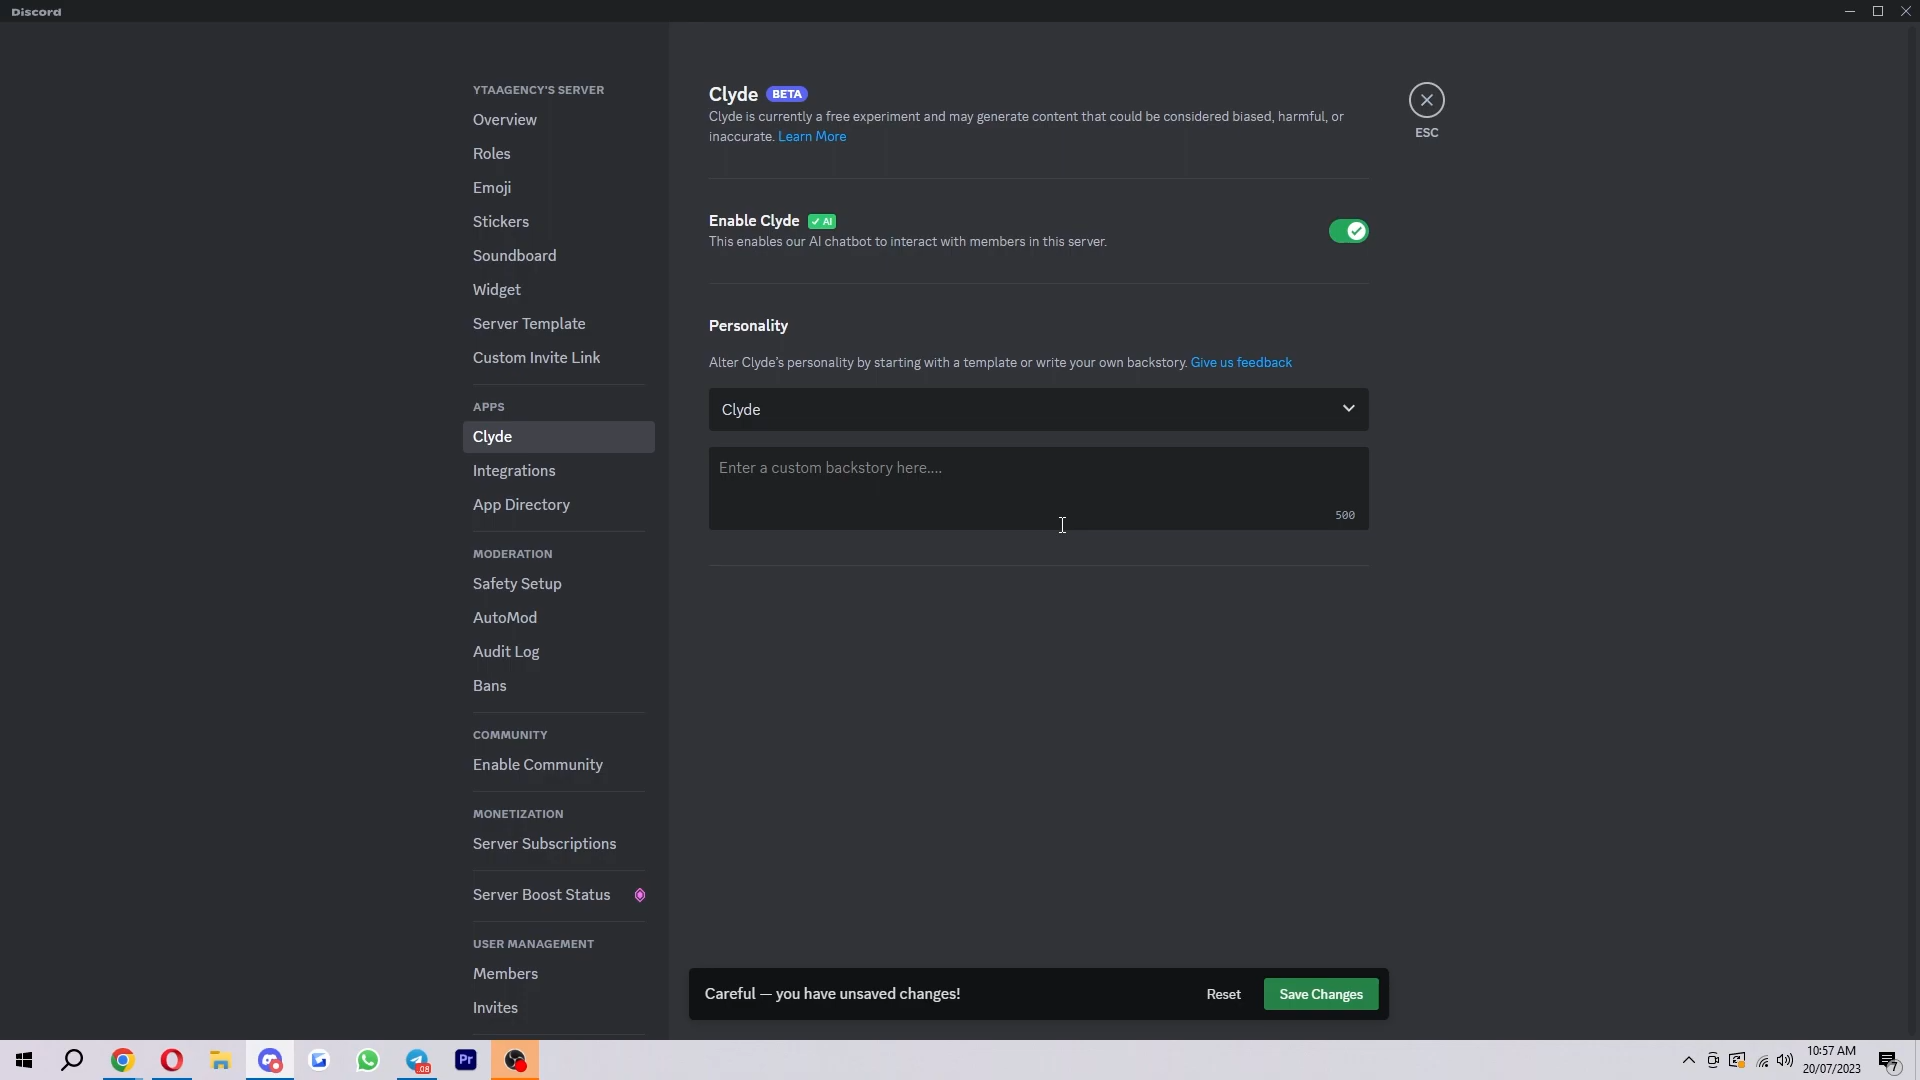 Discord
YTAAGENCY'S SERVER
Overview
Roles
Emoji
Stickers
Soundboard
Widget
Server Template
Custom Invite Link
APPS
Clyde
Integrations
App Directory
MODERATION
Safety Setup
AutoMod
Audit Log
Bans
COMMUNITY
Enable Community
MONETIZATION
Server Subscriptions
Server Boost Status
USER MANAGEMENT
Members
Invites
Clyde BETA
Clyde is currently a free experiment and may generate content that could be considered biased, harmful, or
inaccurate. Learn More
ESC
Enable Clyde ✓ AI
This enables our AI chatbot to interact with members in this server.
Personality
Alter Clyde's personality by starting with a template or write your own backstory. Give us feedback
Clyde
Enter a custom backstory here....
500
Careful — you have unsaved changes!
Reset
Save Changes
Pr
10:57 AM
20/07/2023
7